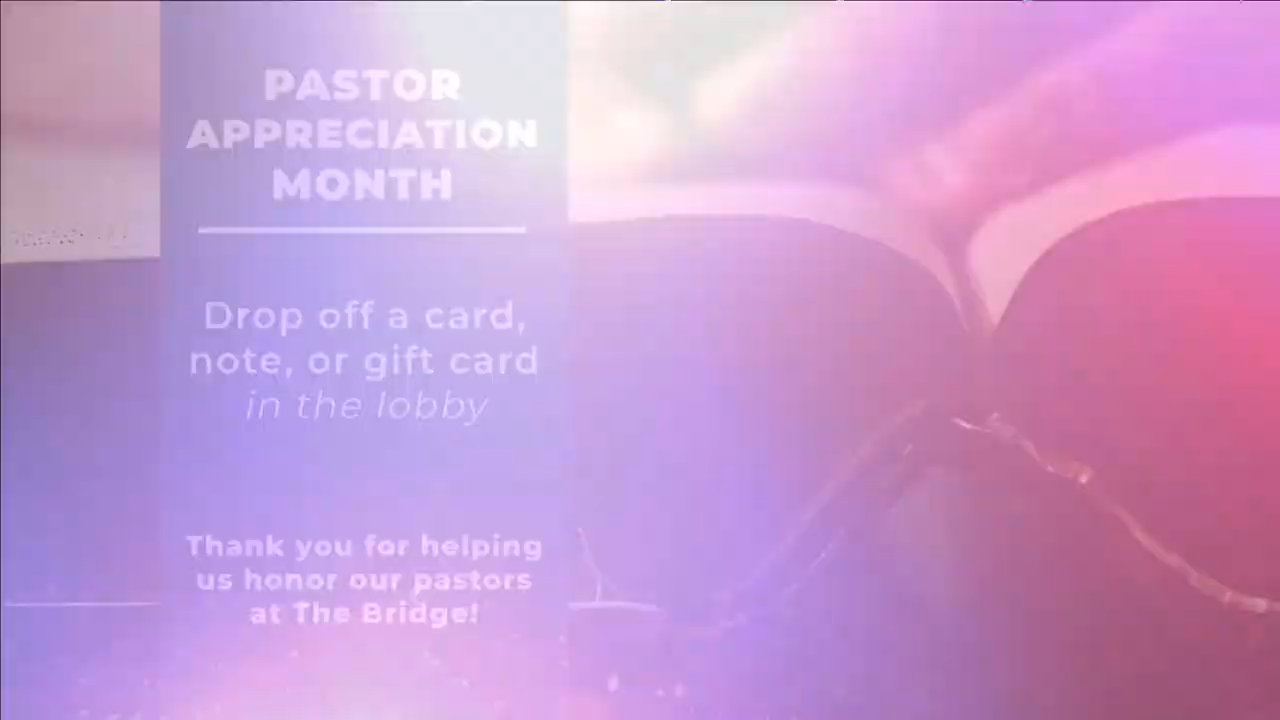 PASTOR
APPRECIATION
MONTH
Drop off a card,
note, or gift card
in the lobby
Thank you for helping
us honor our pastors
at The Bridge!